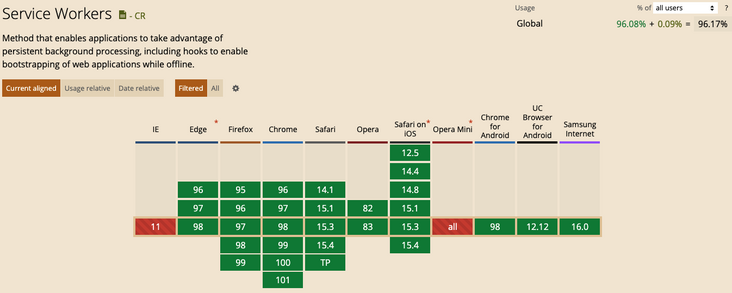 Service Workers - CR
Usage % of all users ?
Global 96.08% + 0.09% = 96.17%
Method that enables applications to take advantage of
persistent background processing, including hooks to enable
bootstrapping of web applications while offline.
Current aligned Usage relative Date relative Filtered All
IE Edge * Firefox Chrome Safari Opera Safari on iOS * Opera Mini * Chrome for Android UC Browser for Android Samsung Internet
12.5
14.4
96 95 96 14.1 14.8
97 96 97 15.1 82 15.1
11 98 97 98 15.3 83 15.3 all 98 12.12 16.0
98 99 15.4 15.4
99 100 TP
101